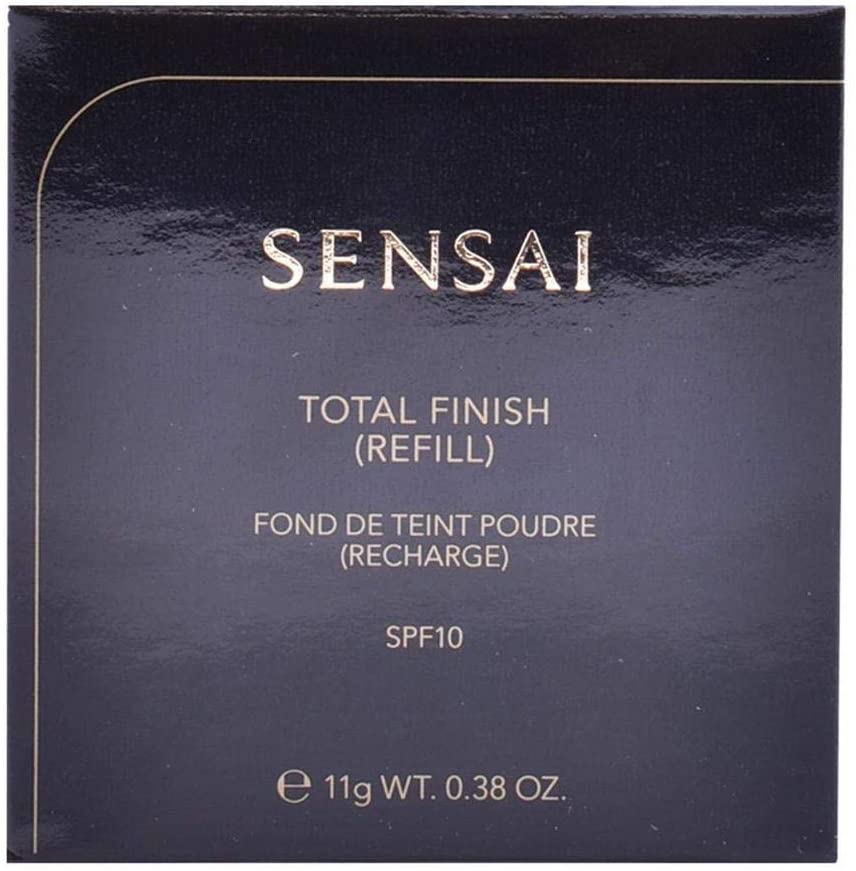 SENSAI
TOTAL FINISH
(REFILL)
FOND DE TEINT POUDRE
(RECHARGE)
SPF10
℮ 11g WT. 0.38 OZ.